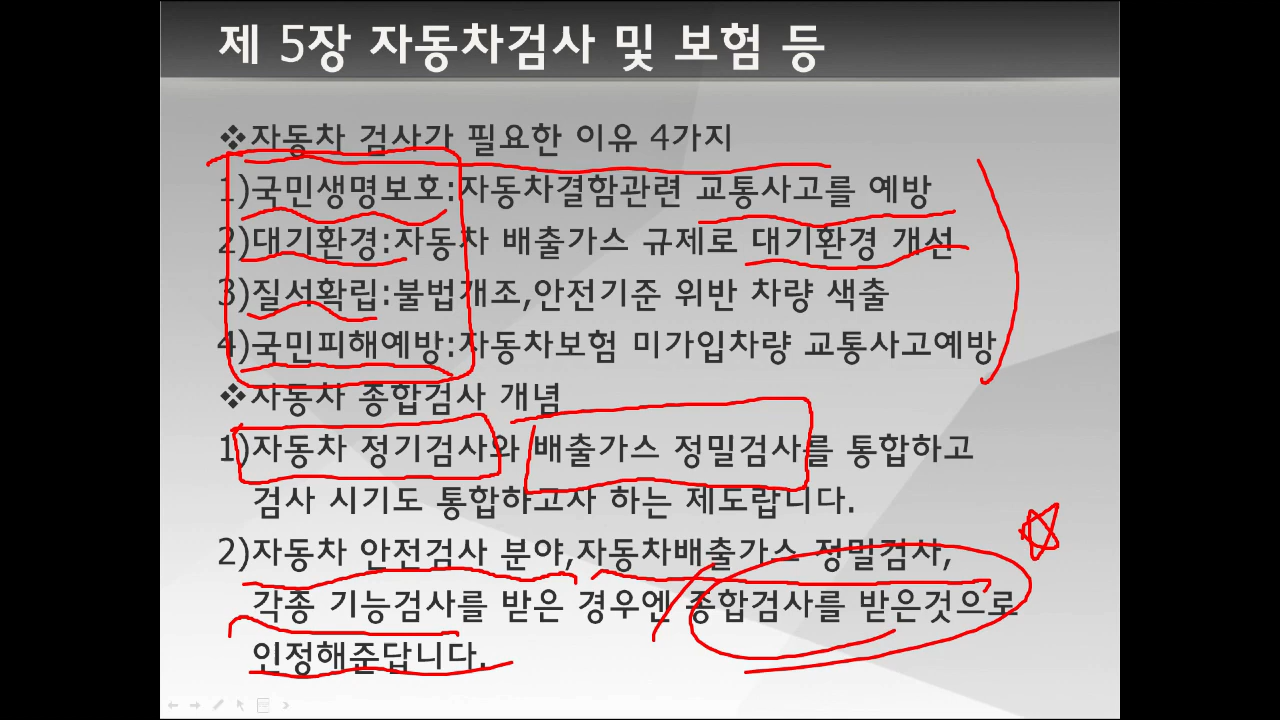 제 5장 자동차검사 및 보험 등
❖자동차 검사가 필요한 이유 4가지
1)국민생명보호:자동차결함관련 교통사고를 예방
2)대기환경:자동차 배출가스 규제로 대기환경 개선
3)질서확립:불법개조,안전기준 위반 차량 색출
4)국민피해예방:자동차보험 미가입차량 교통사고예방
❖자동차 종합검사 개념
1)자동차 정기검사와 배출가스 정밀검사를 통합하고
검사 시기도 통합하고자 하는 제도랍니다.
2)자동차 안전검사 분야,자동차배출가스 정밀검사,
각종 기능검사를 받은 경우엔 종합검사를 받은것으로
인정해준답니다.